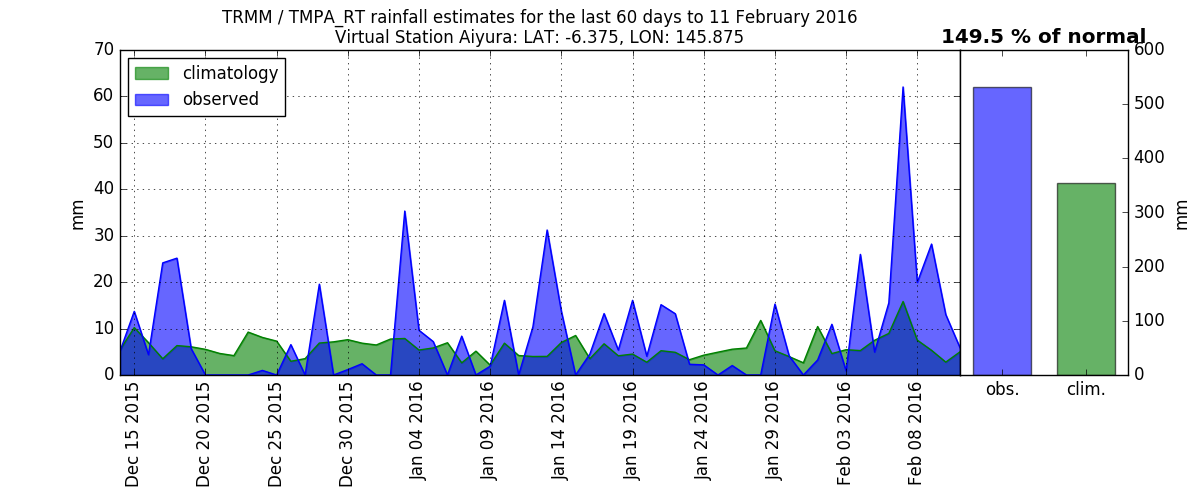 TRMM / TMPA_RT rainfall estimates for the last 60 days to 11 February 2016
Virtual Station Aiyura: LAT: -6.375, LON: 145.875
149.5 % of normal
climatology
observed
70
60
50
40
30
20
10
0
mm
Dec 15 2015
Dec 20 2015
Dec 25 2015
Dec 30 2015
Jan 04 2016
Jan 09 2016
Jan 14 2016
Jan 19 2016
Jan 24 2016
Jan 29 2016
Feb 03 2016
Feb 08 2016
600
500
400
300
200
100
0
mm
obs.
clim.